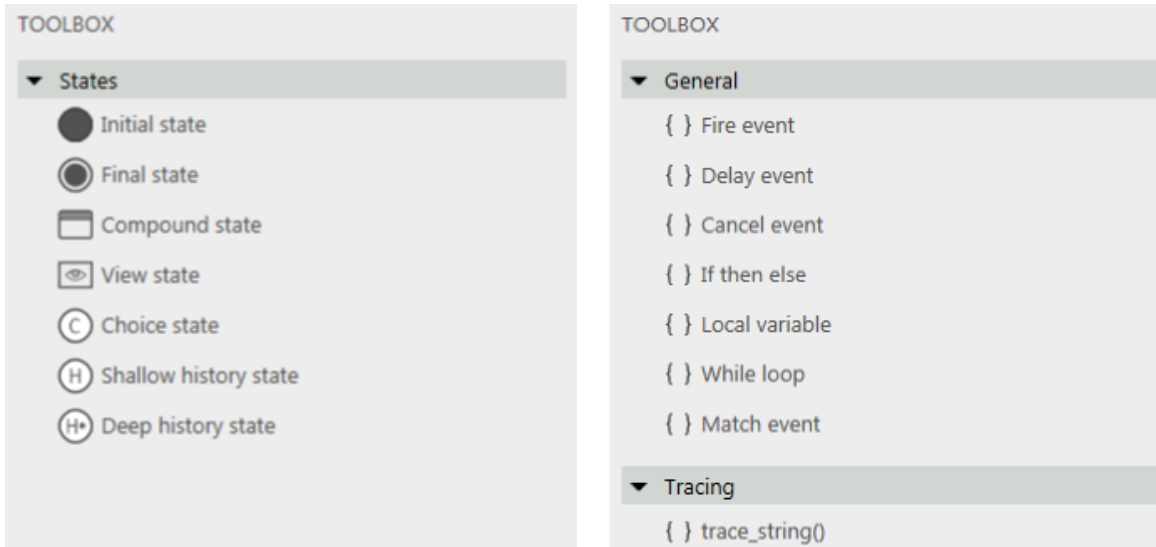 TOOLBOX
States
Initial state
Final state
Compound state
View state
C Choice state
H Shallow history state
H* Deep history state
TOOLBOX
General
{ } Fire event
{ } Delay event
{ } Cancel event
{ } If then else
{ } Local variable
{ } While loop
{ } Match event
Tracing
{ } trace_string()